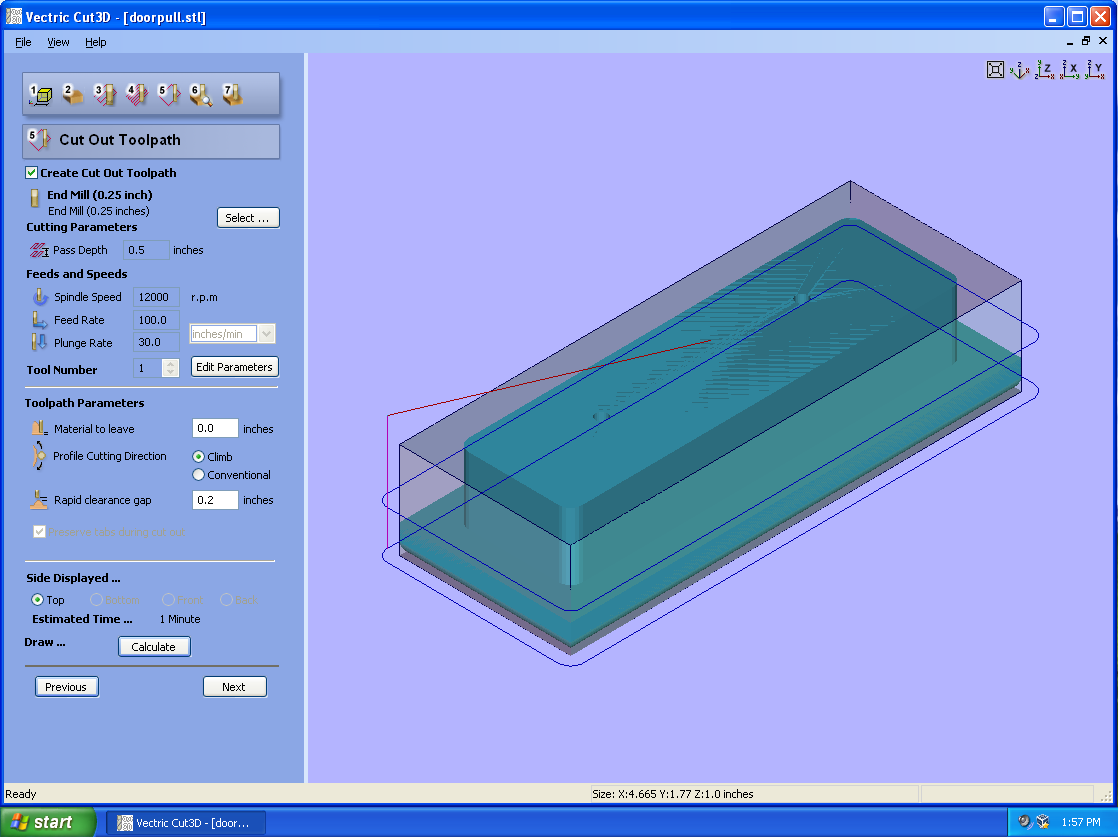 Vectric Cut3D - [doorpull.stl]
File View Help
1 2 3 4 5 6 7
Z X Y
5 Cut Out Toolpath
Create Cut Out Toolpath
End Mill (0.25 inch)
End Mill (0.25 inches)
Select ...
Cutting Parameters
Pass Depth 0.5 inches
Feeds and Speeds
Spindle Speed 12000 r.p.m
Feed Rate 100.0
inches/min
Plunge Rate 30.0
Tool Number 1 Edit Parameters
Toolpath Parameters
Material to leave 0.0 inches
Profile Cutting Direction Climb
Conventional
Rapid clearance gap 0.2 inches
Preserve tabs during cut out
Side Displayed ...
Top Bottom Front Back
Estimated Time ... 1 Minute
Draw ... Calculate
Previous Next
Ready Size: X:4.665 Y:1.77 Z:1.0 inches
start Vectric Cut3D - [door... 1:57 PM